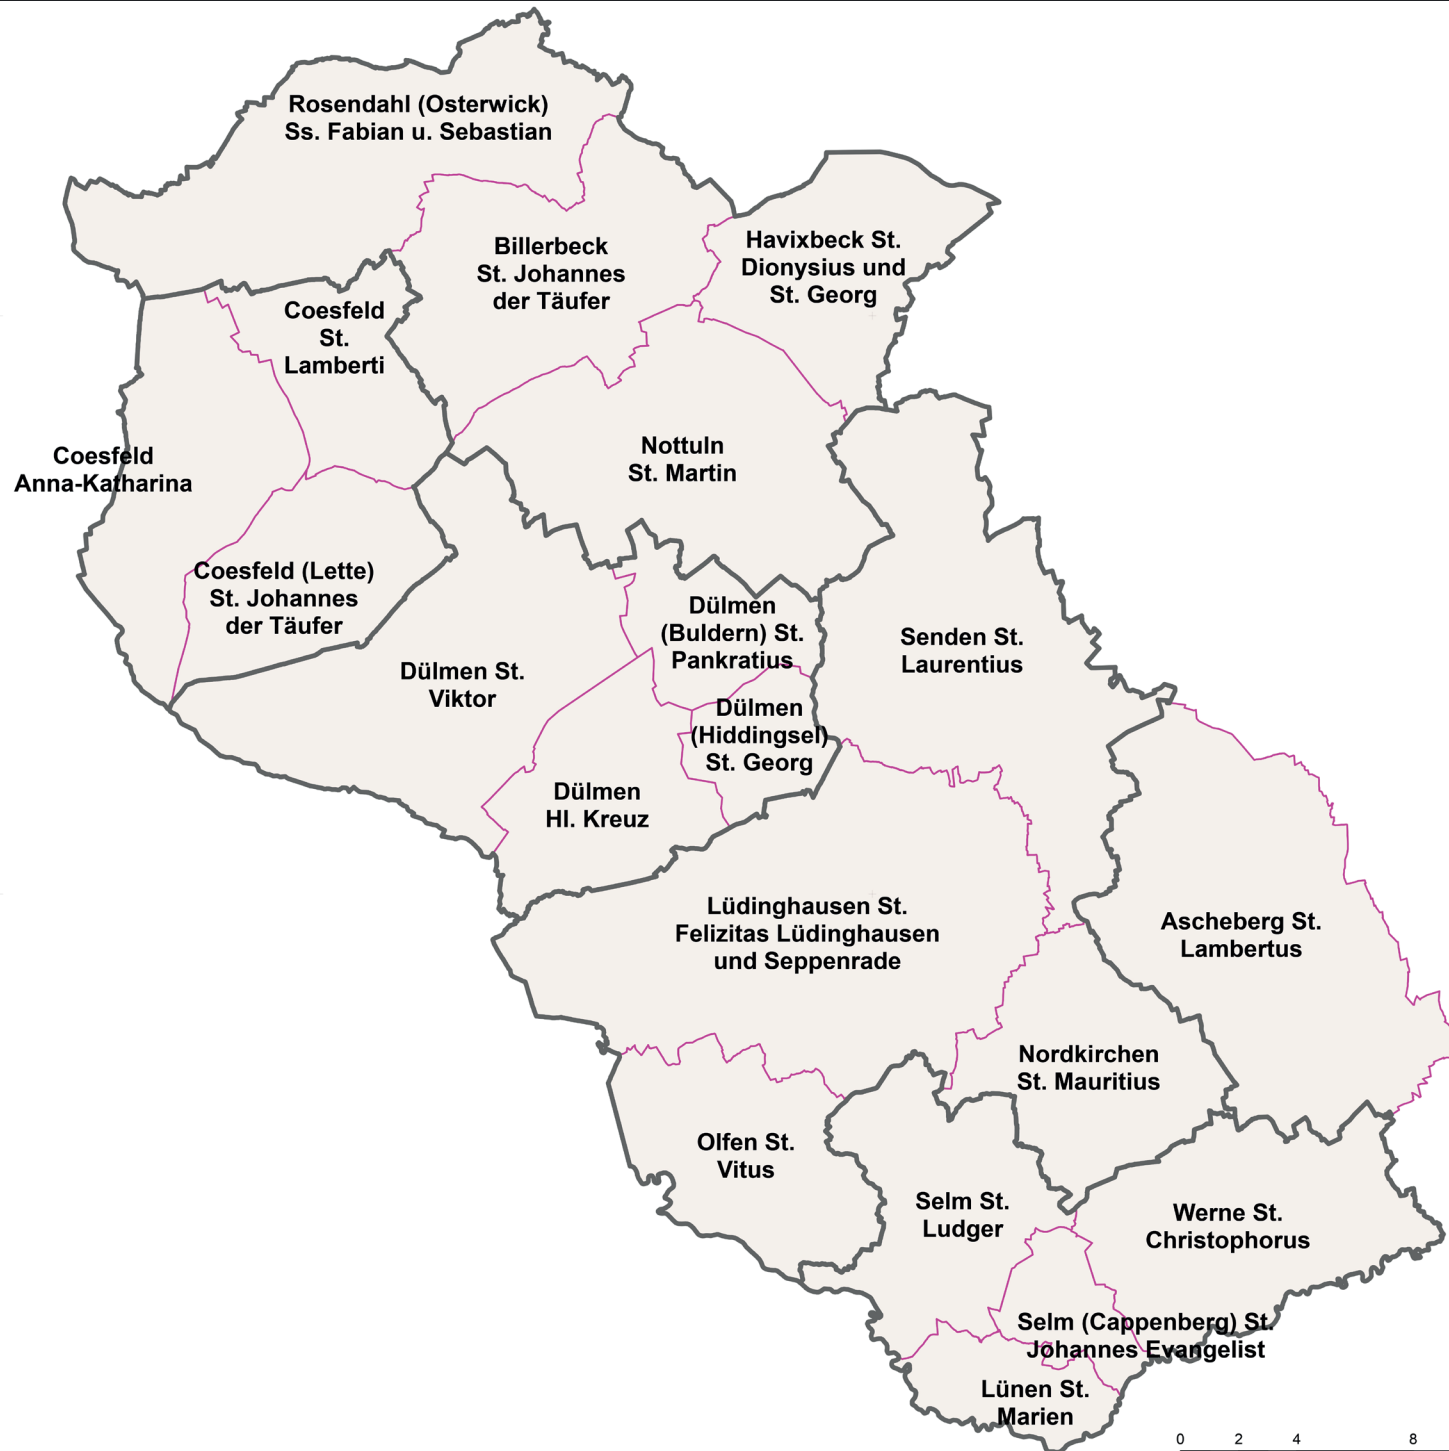 Rosendahl (Osterwick)
Ss. Fabian u. Sebastian
Billerbeck
St. Johannes
der Täufer
Havixbeck St.
Dionysius und
St. Georg
Coesfeld
St.
Lamberti
Coesfeld
Anna-Katharina
Nottuln
St. Martin
Coesfeld (Lette)
St. Johannes
der Täufer
Dülmen St.
Viktor
Dülmen
(Buldern) St.
Pankratius
Senden St.
Laurentius
Dülmen
(Hiddingsel)
St. Georg
Dülmen
Hl. Kreuz
Lüdinghausen St.
Felizitas Lüdinghausen
und Seppenrade
Ascheberg St.
Lambertus
Nordkirchen
St. Mauritius
Olfen St.
Vitus
Selm St.
Ludger
Werne St.
Christophorus
Selm (Cappenberg) St.
Johannes Evangelist
Lünen St.
Marien
0 2 4 8